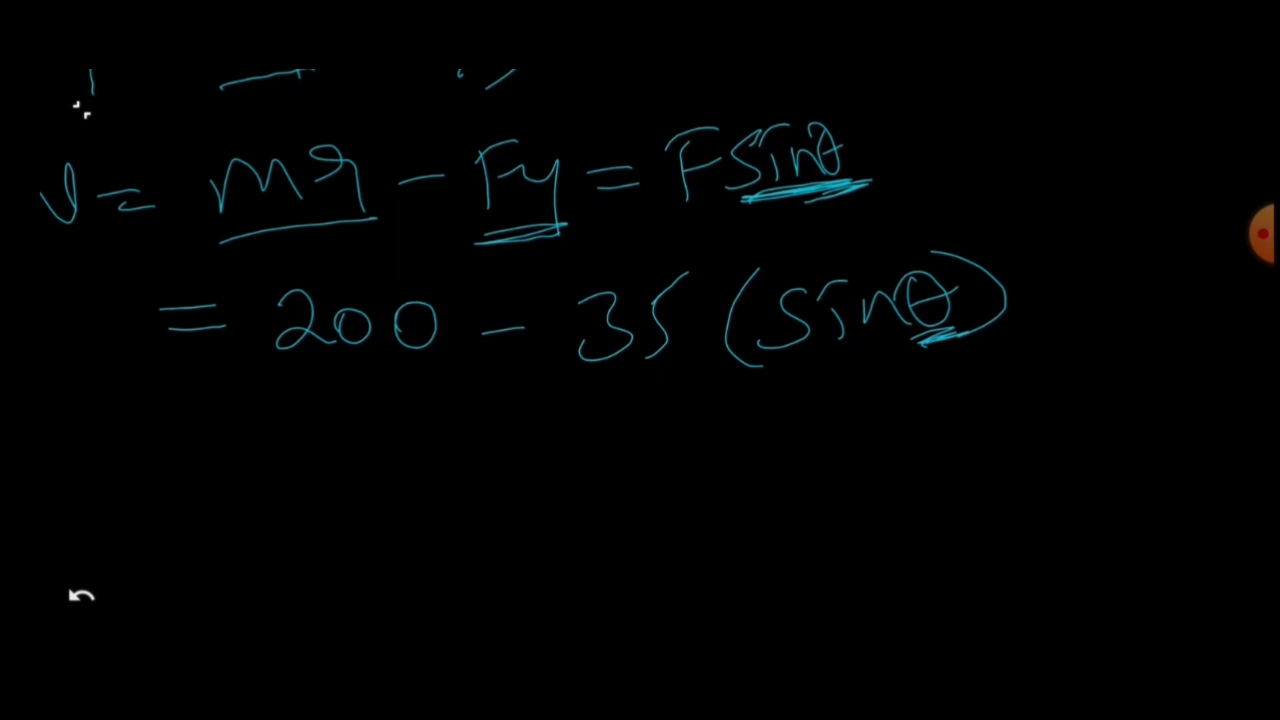 N = mg - Fy = Fsinθ
= 200 - 35 (sinθ)